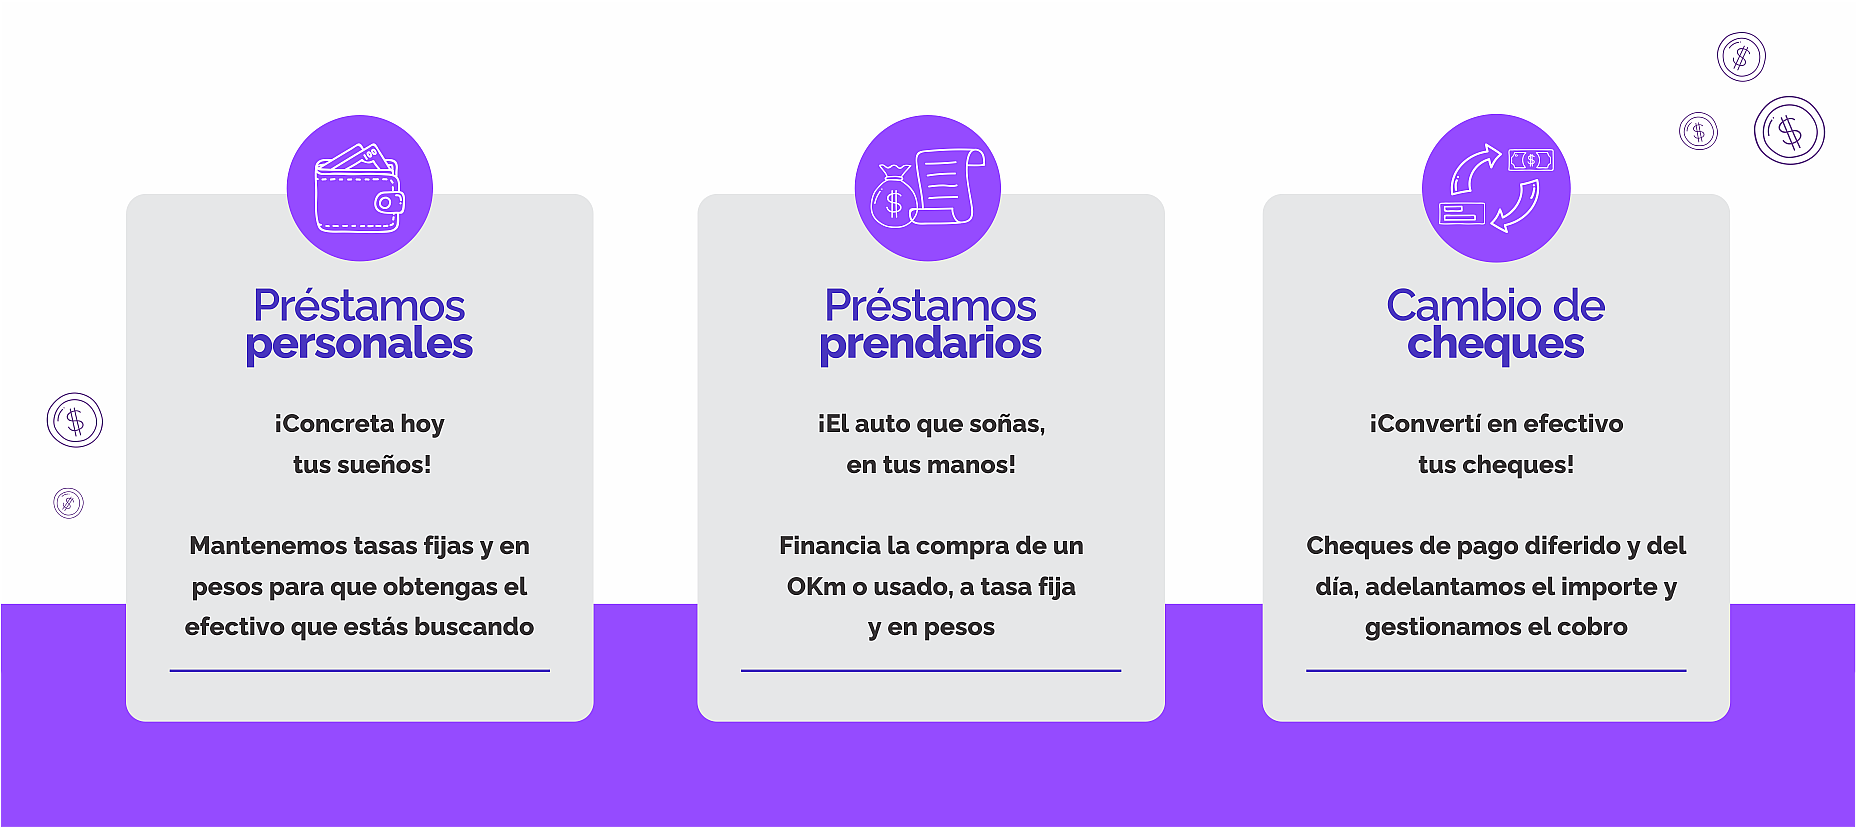 Préstamos
personales
¡Concreta hoy
tus sueños!
Mantenemos tasas fijas y en
pesos para que obtengas el
efectivo que estás buscando
Préstamos
prendarios
¡El auto que soñas,
en tus manos!
Financia la compra de un
OKm o usado, a tasa fija
y en pesos
Cambio de
cheques
¡Convertí en efectivo
tus cheques!
Cheques de pago diferido y del
día, adelantamos el importe y
gestionamos el cobro
100
$
$
$
$
$
$
$